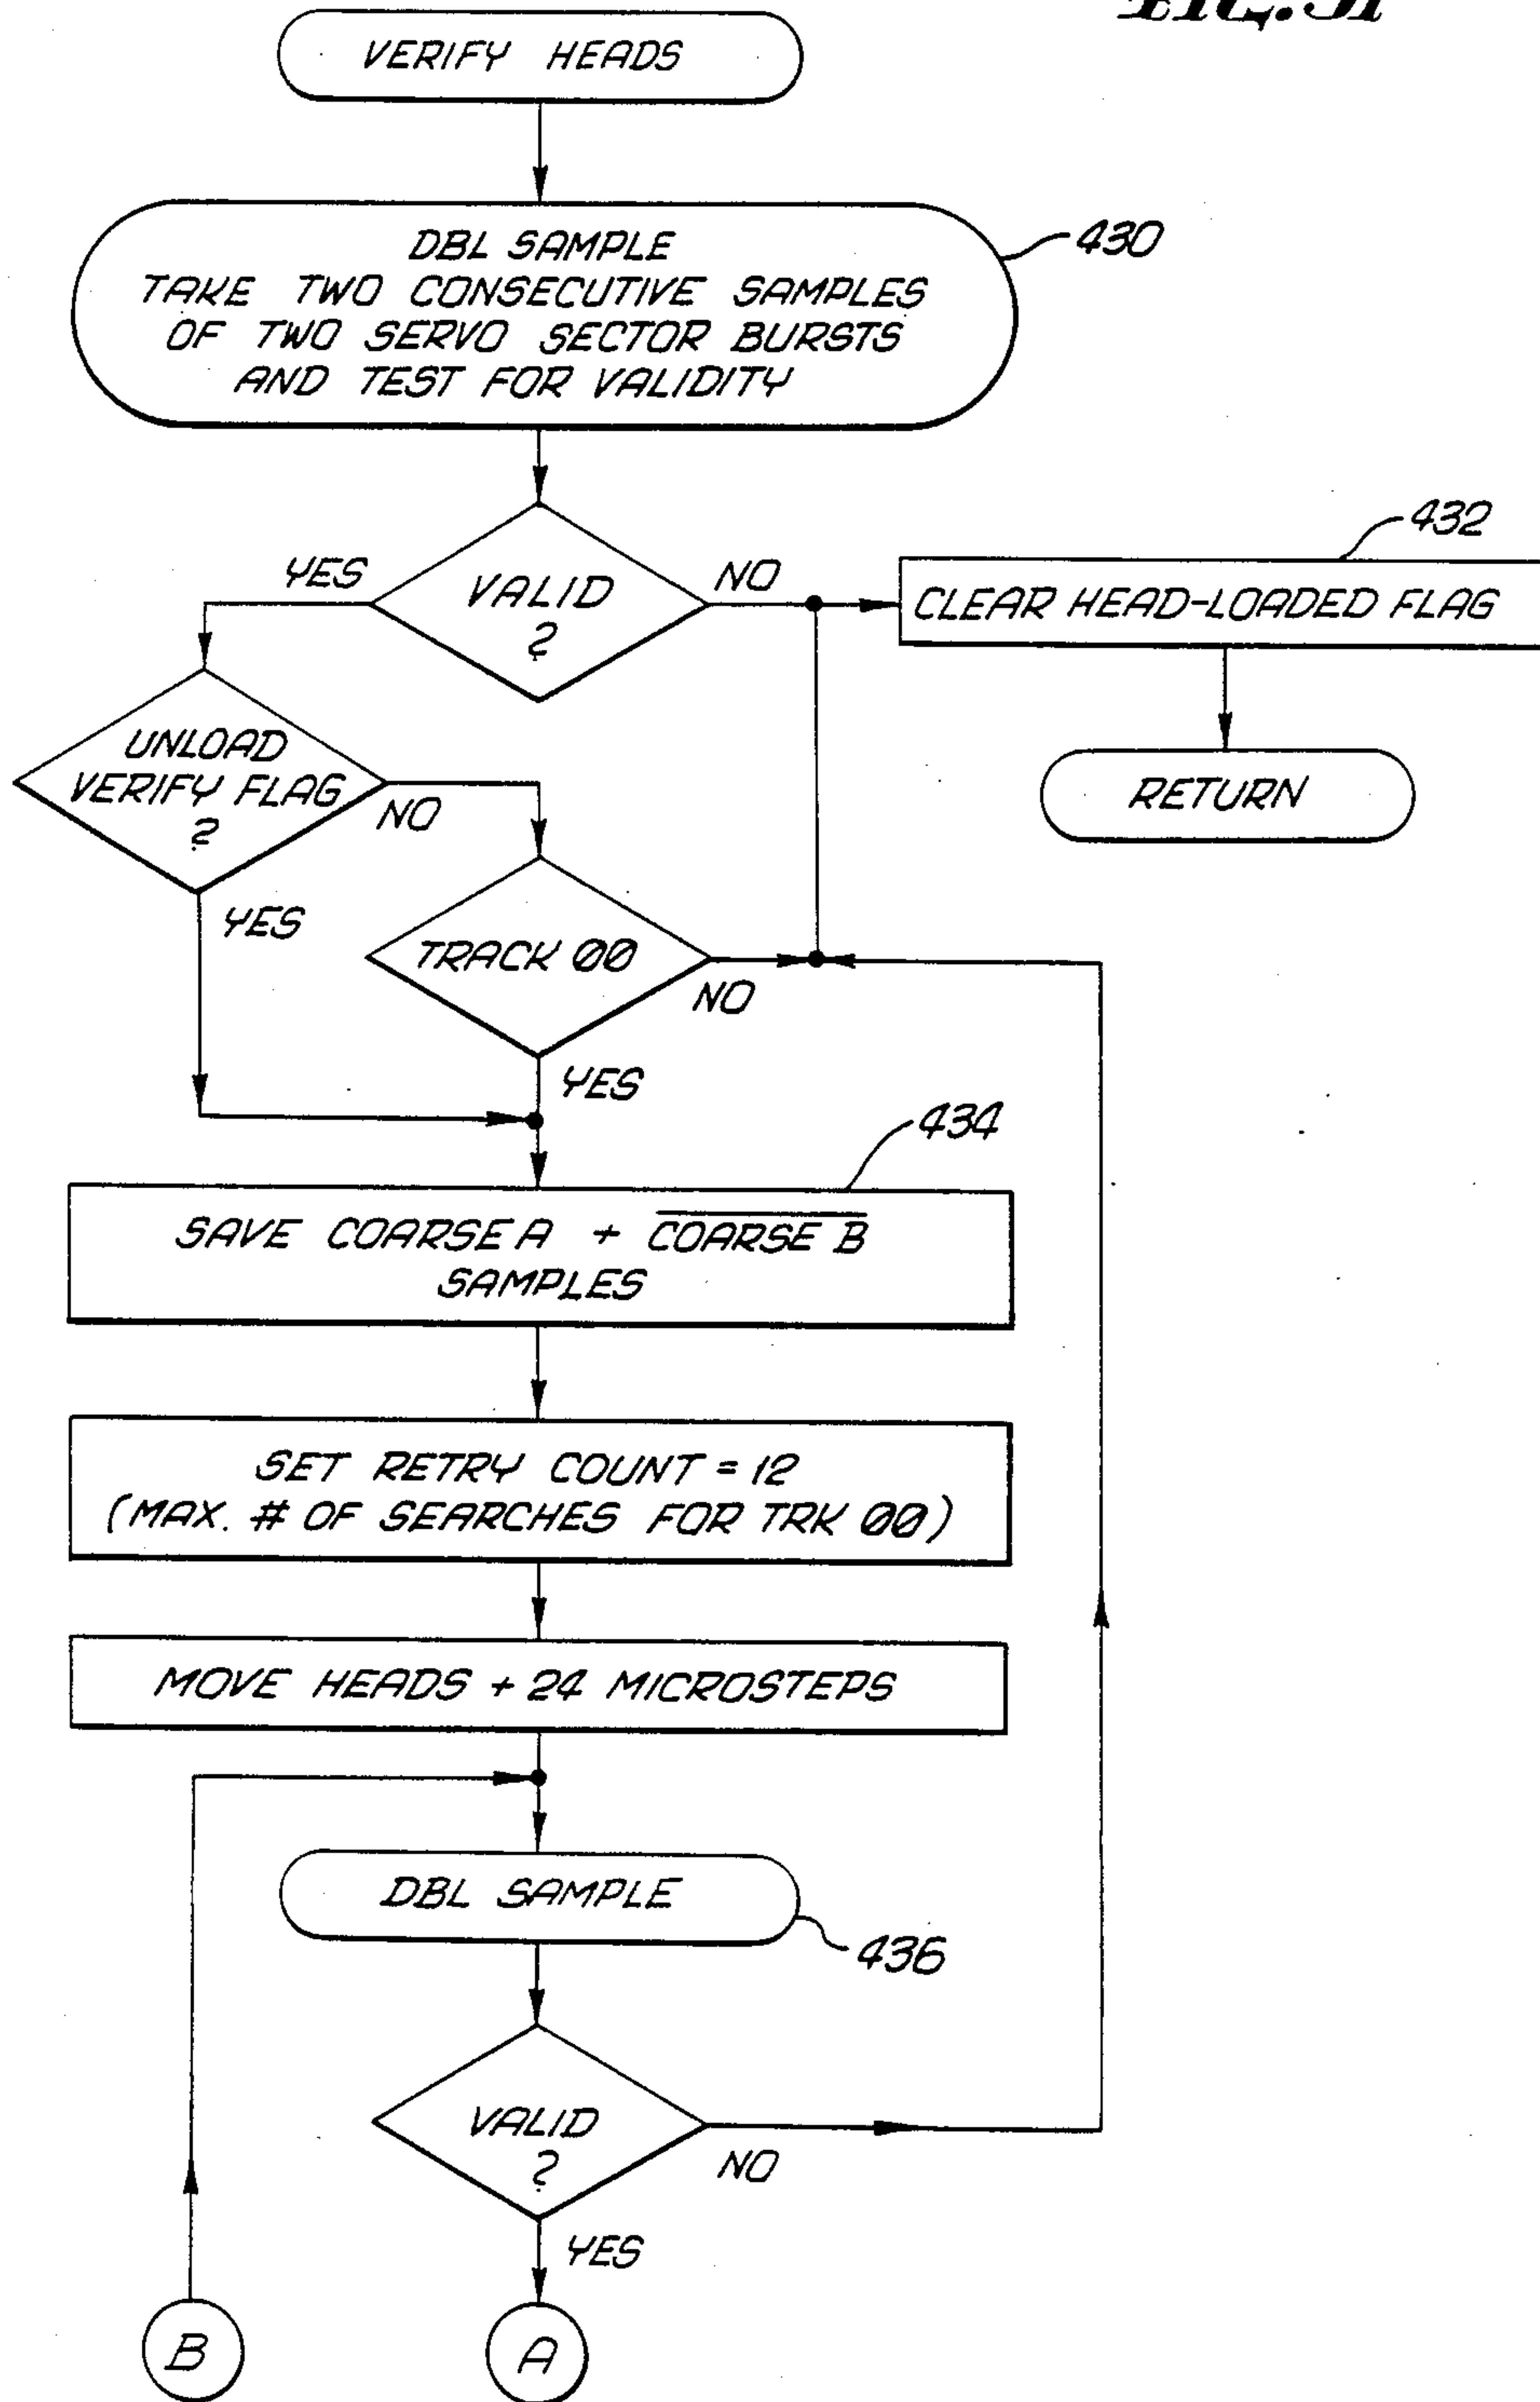 VERIFY HEADS
DBL SAMPLE
TAKE TWO CONSECUTIVE SAMPLES
OF TWO SERVO SECTOR BURSTS
AND TEST FOR VALIDITY
430
VALID
?
YES
NO
432
CLEAR HEAD-LOADED FLAG
RETURN
UNLOAD
VERIFY FLAG
?
NO
YES
TRACK 00
NO
YES
434
SAVE COARSE A + COARSE B
SAMPLES
SET RETRY COUNT = 12
(MAX. # OF SEARCHES FOR TRK 00)
MOVE HEADS + 24 MICROSTEPS
DBL SAMPLE
436
VALID
?
NO
YES
B
A